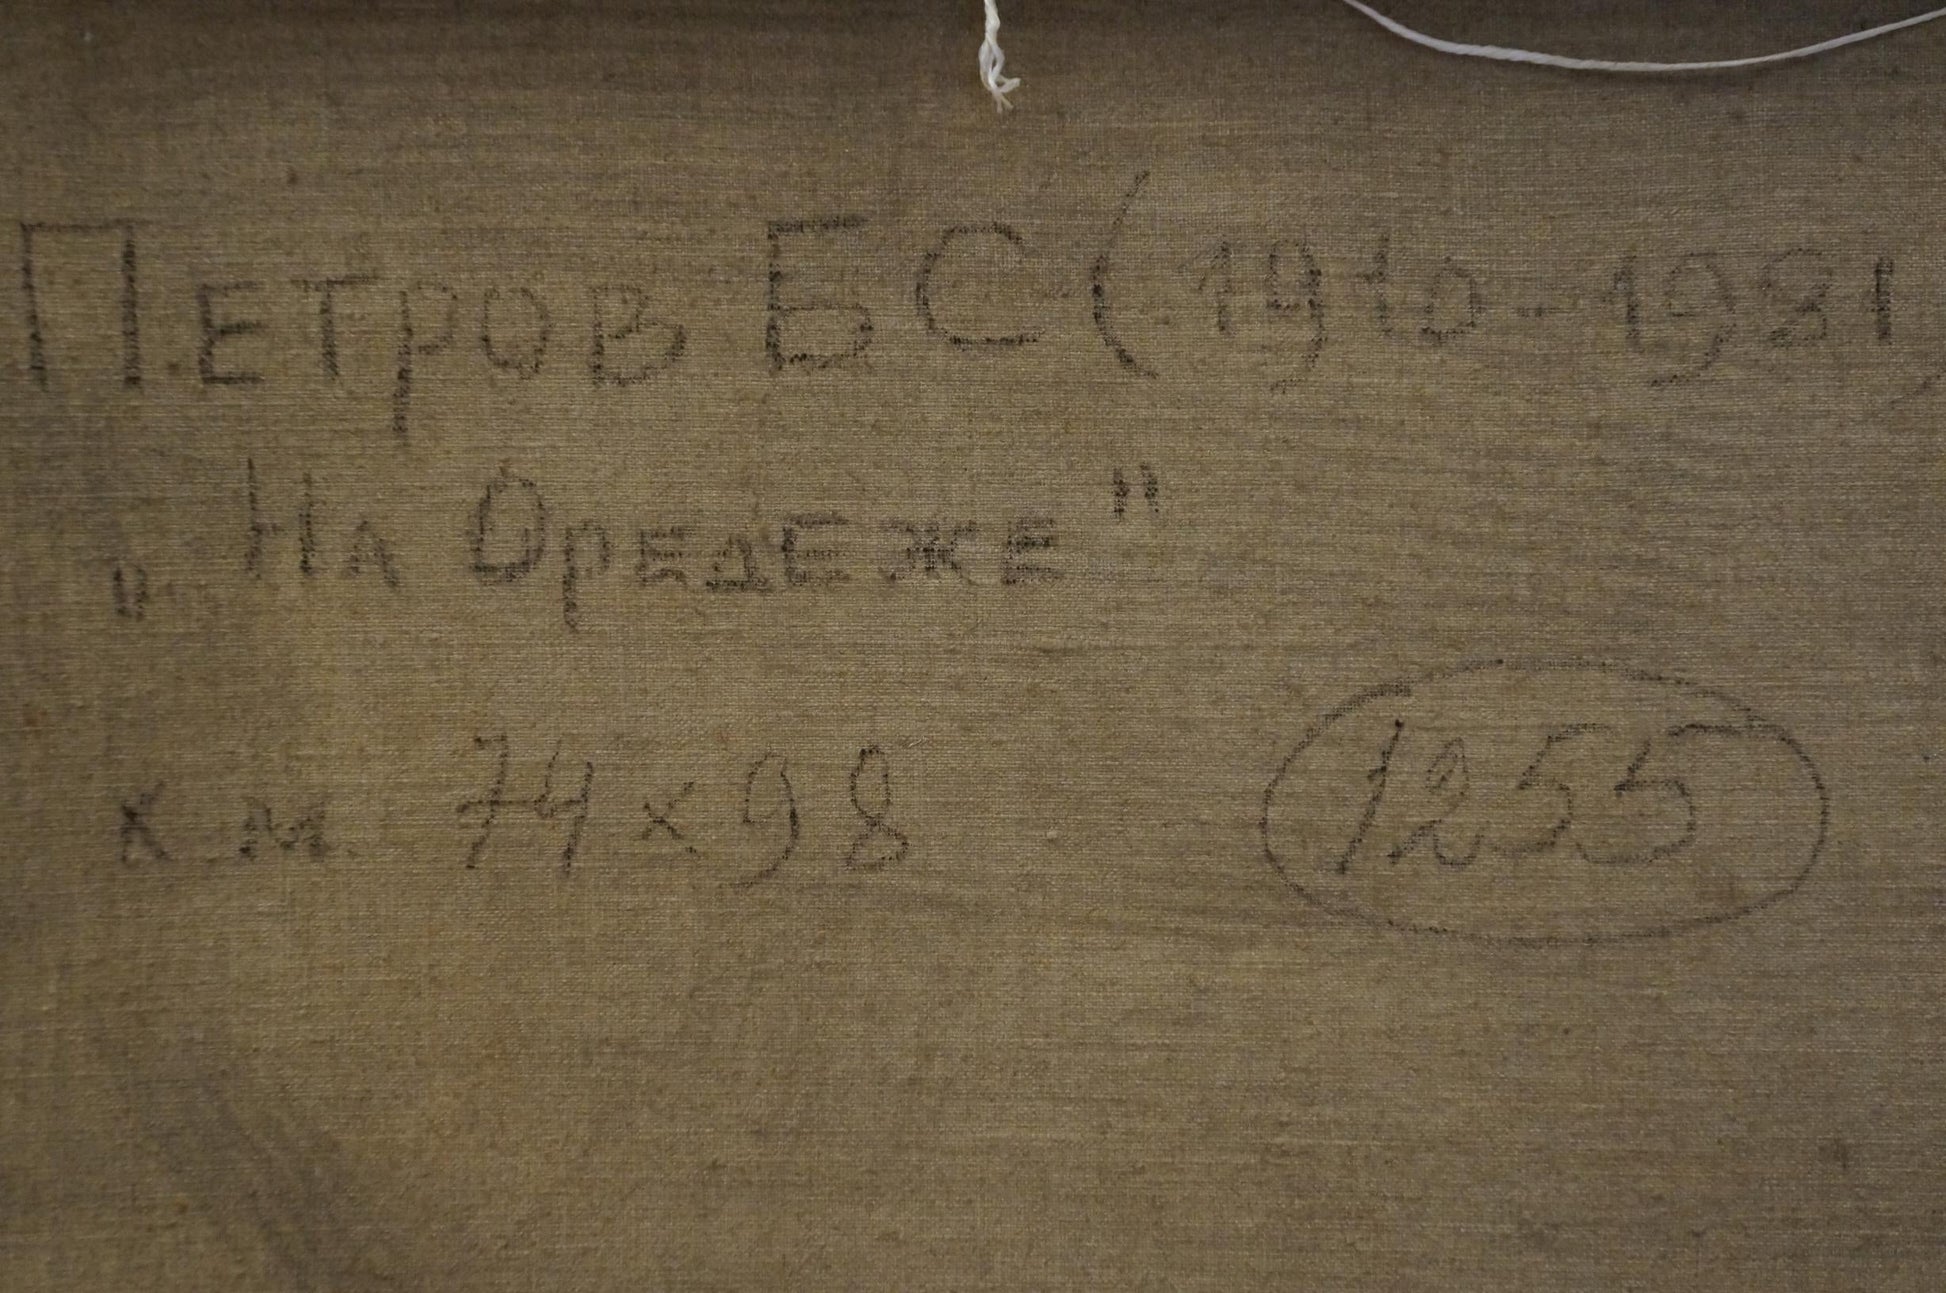 Петров Б С (1910-1981)
„На Оредеже"
х м 74 x 98
1255